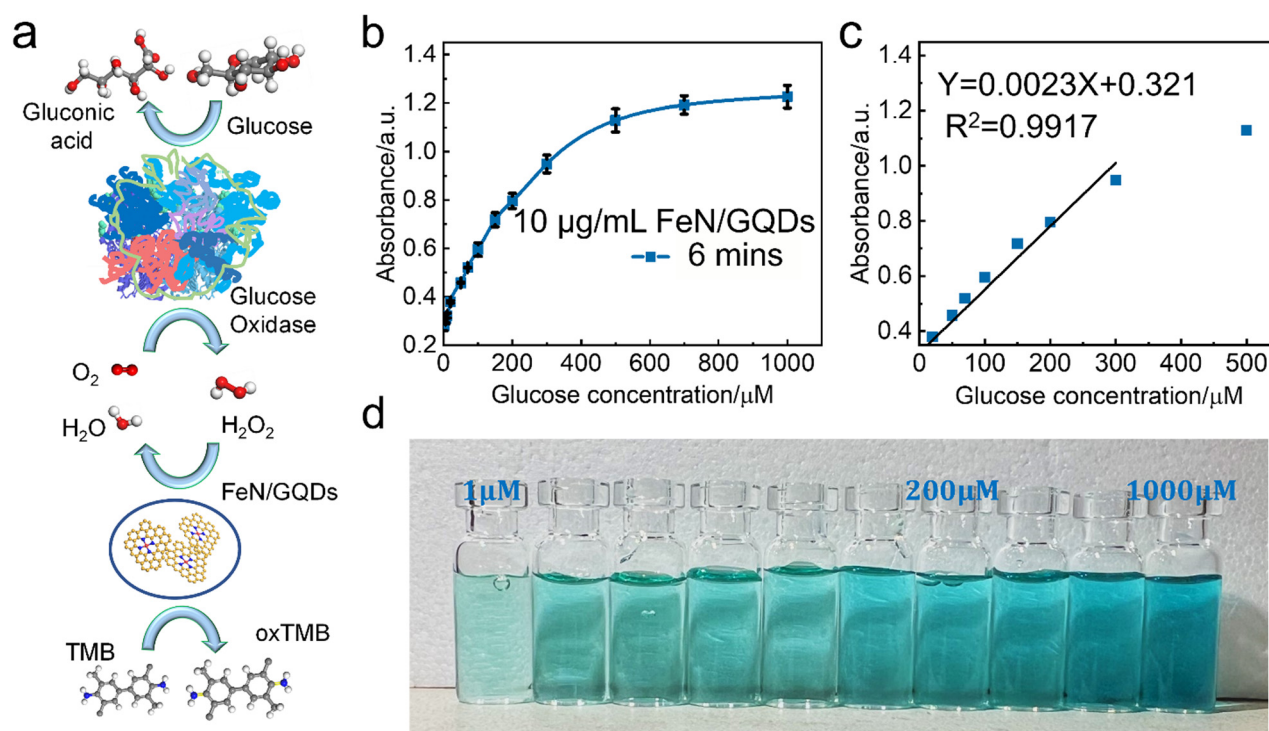 a
Gluconic
acid
Glucose
Glucose
Oxidase
O₂
H₂O
H₂O₂
FeN/GQDs
TMB
oxTMB
b
1.4
1.2
1.0
0.8
0.6
0.4
0.2
Absorbance/a.u.
10 µg/mL FeN/GQDs
6 mins
0 200 400 600 800 1000
Glucose concentration/µM
c
Y=0.0023X+0.321
R²=0.9917
1.4
1.2
1.0
0.8
0.6
0.4
Absorbance/a.u.
0 100 200 300 400 500
Glucose concentration/µM
d
1µM 200µM 1000µM